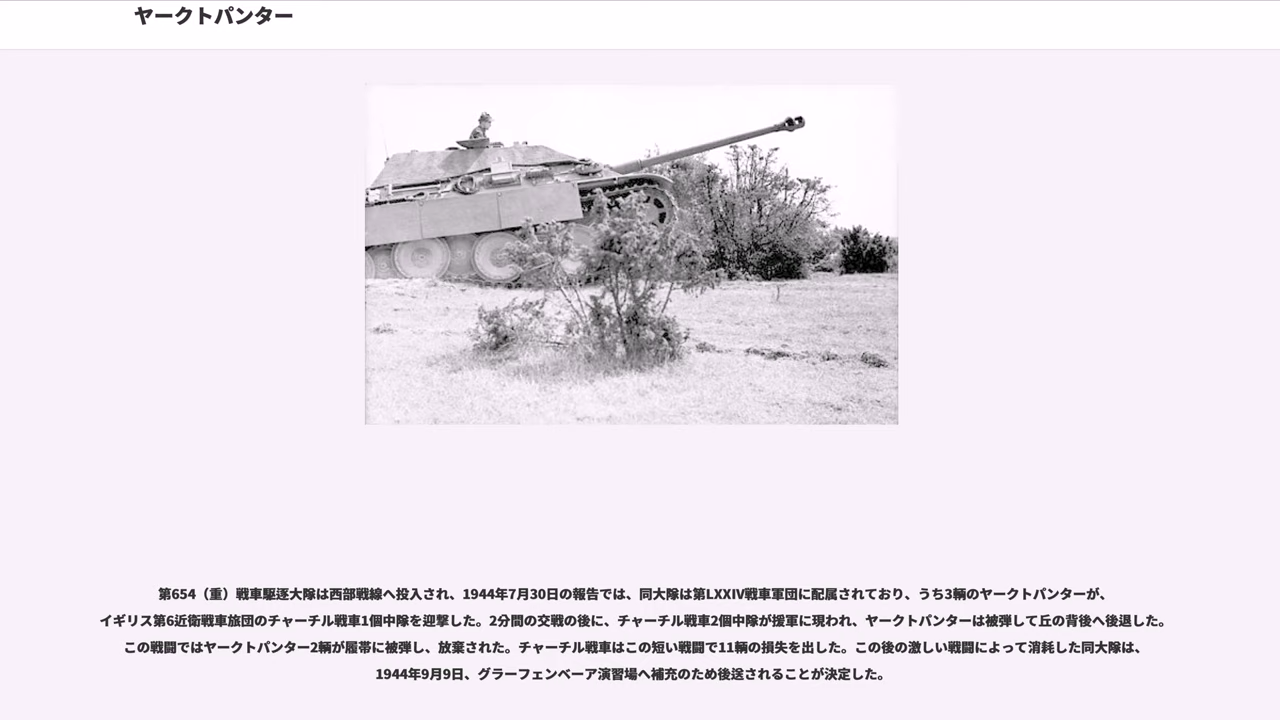 ヤークトパンター
第654（重）戦車駆逐大隊は西部戦線へ投入され、1944年7月30日の報告では、同大隊は第LXXIV戦車軍団に配属されており、うち3輌のヤークトパンターが、
イギリス第6近衛戦車旅団のチャーチル戦車1個中隊を迎撃した。2分間の交戦の後に、チャーチル戦車2個中隊が援軍に現われ、ヤークトパンターは被弾して丘の背後へ後退した。
この戦闘ではヤークトパンター2輌が履帯に被弾し、放棄された。チャーチル戦車はこの短い戦闘で11輌の損失を出した。この後の激しい戦闘によって消耗した同大隊は、
1944年9月9日、グラーフェンベーア演習場へ補充のため後送されることが決定した。